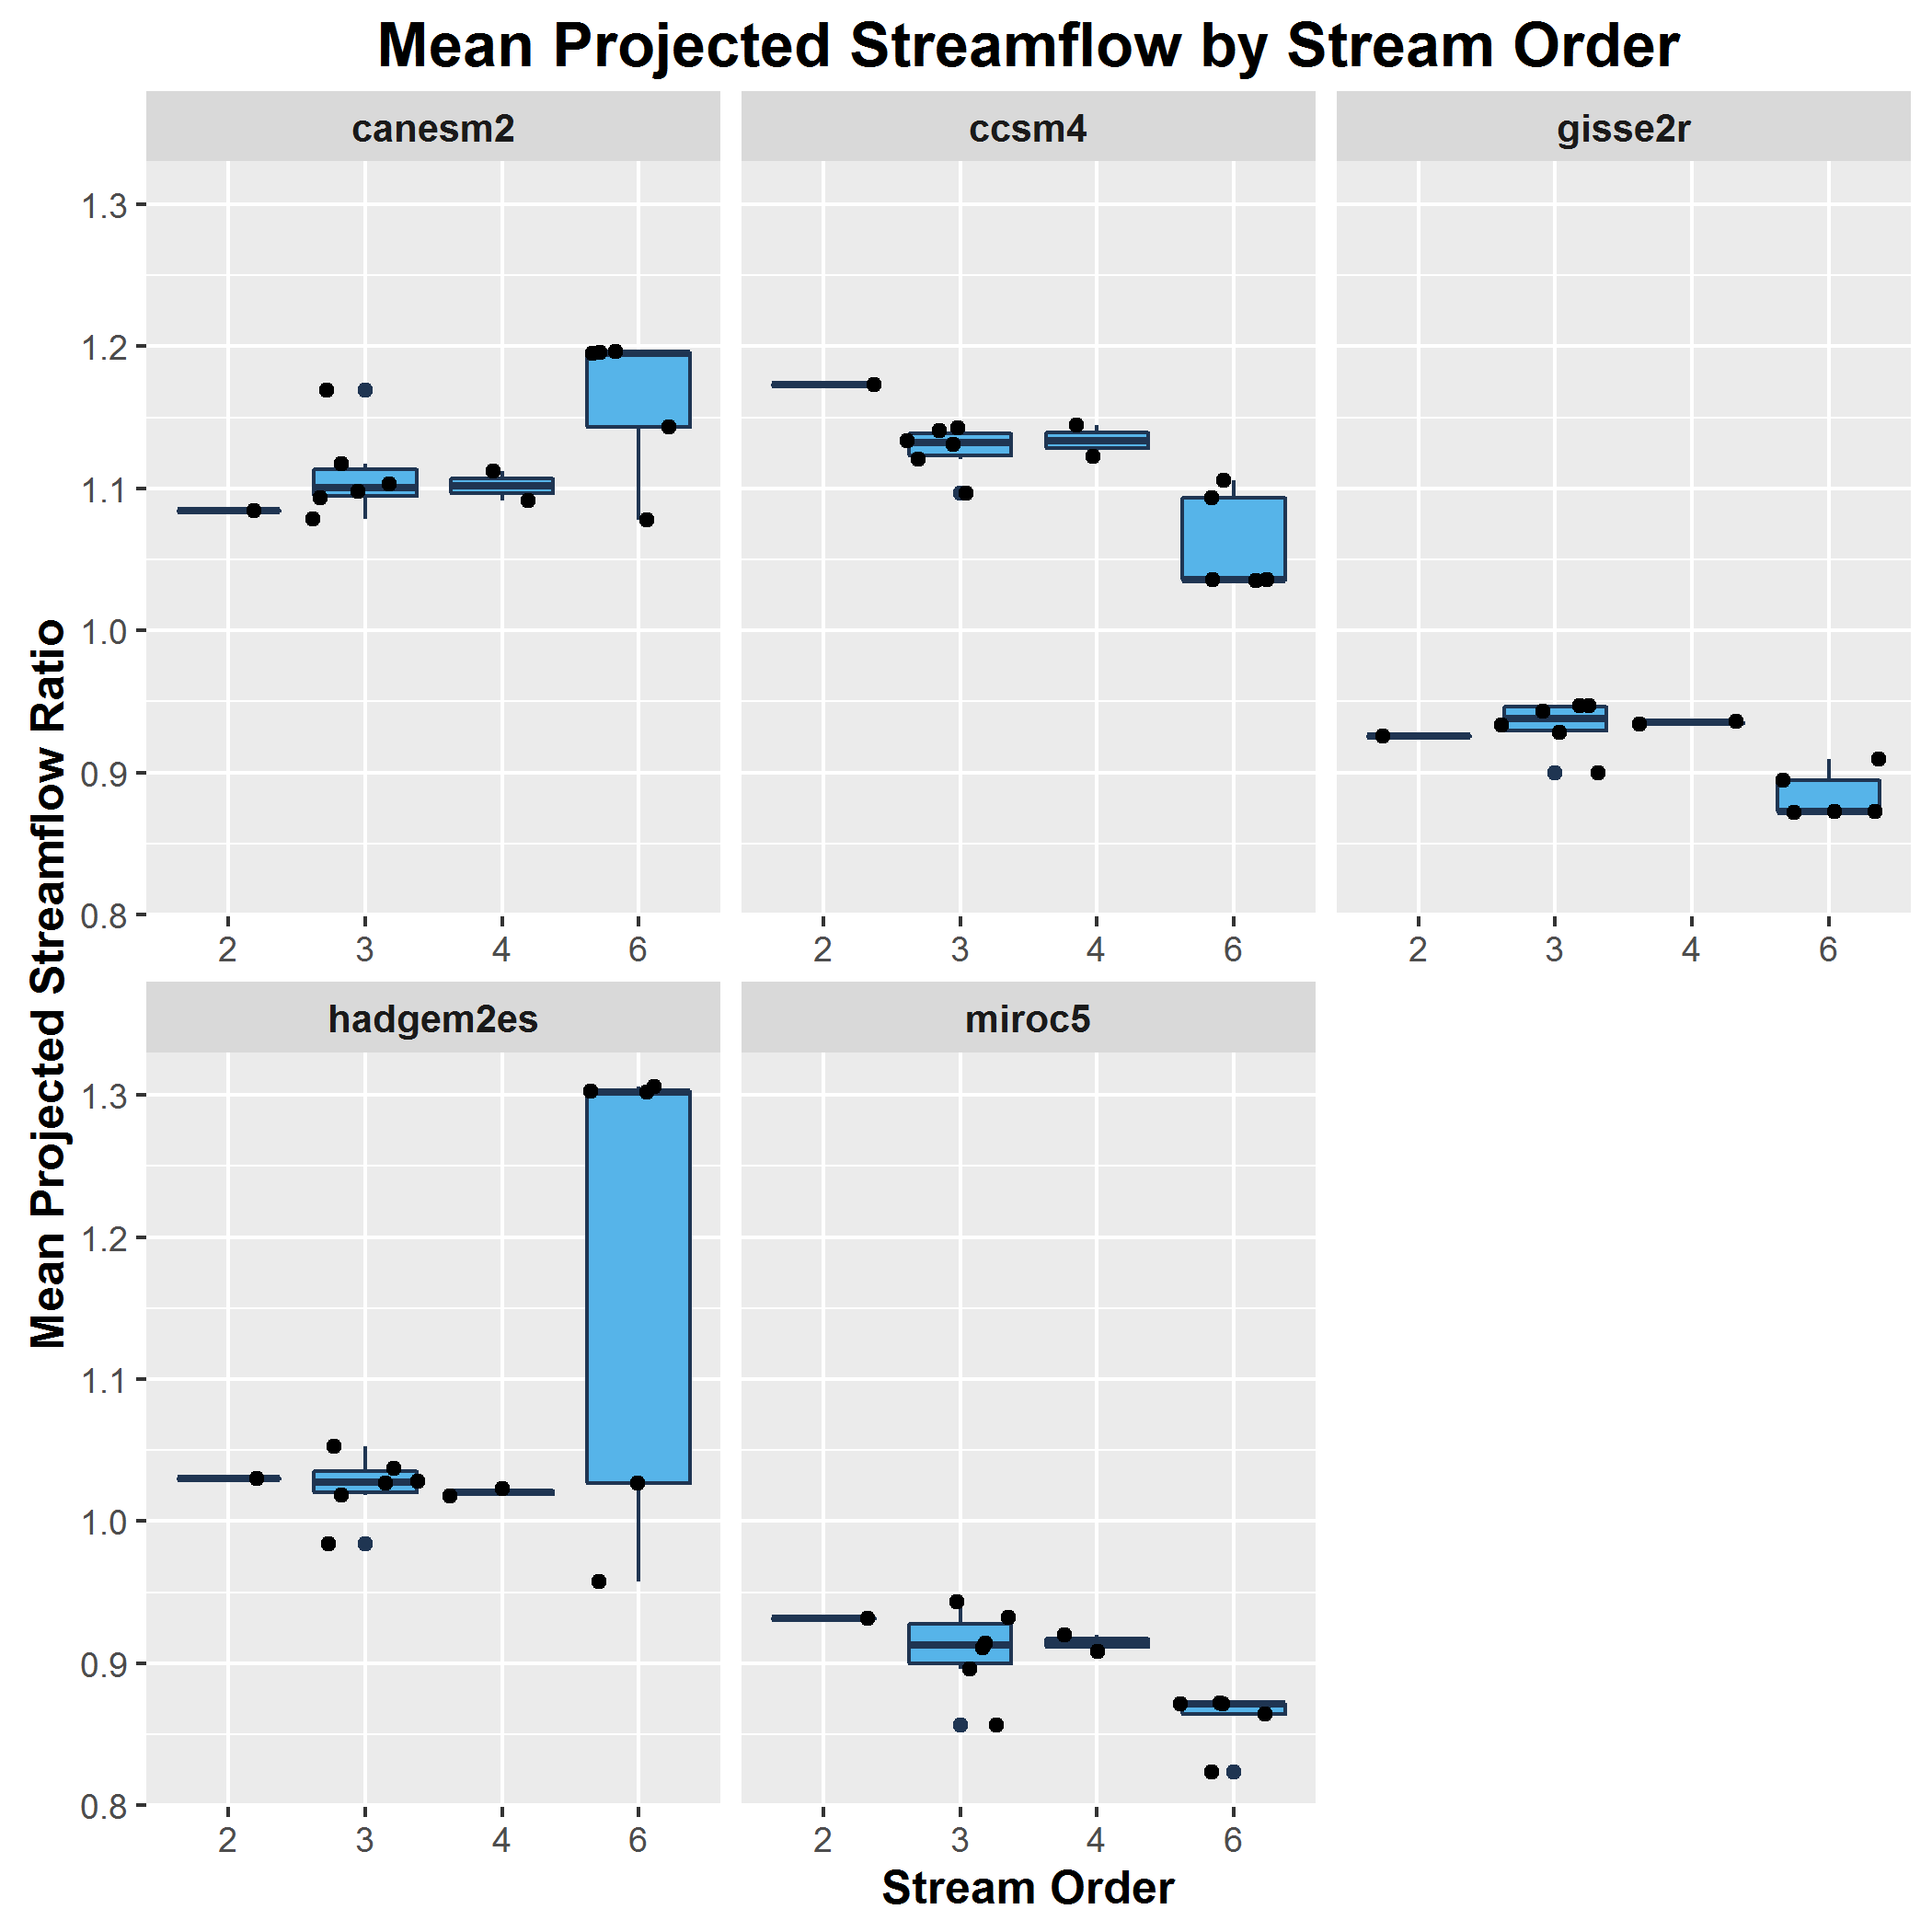 Mean Projected Streamflow by Stream Order
canesm2
ccsm4
gisse2r
1.3
1.2
1.1
1.0
0.9
0.8
2 3 4 6
2 3 4 6
2 3 4 6
Mean Projected Streamflow Ratio
hadgem2es
miroc5
1.3
1.2
1.1
1.0
0.9
0.8
2 3 4 6
2 3 4 6
Stream Order